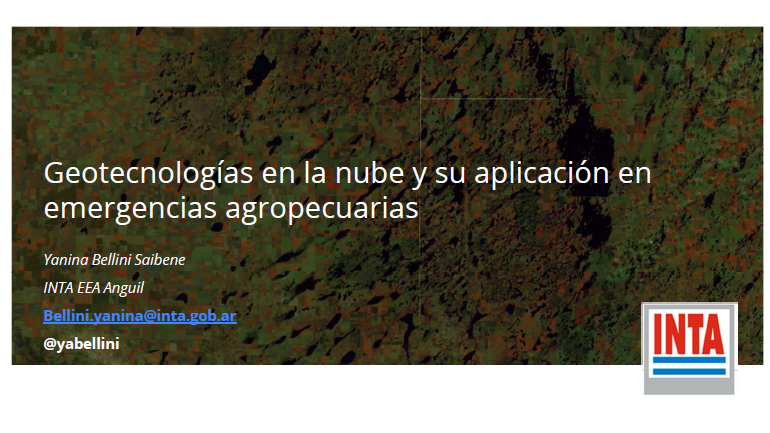 Geotecnologías en la nube y su aplicación en
emergencias agropecuarias
Yanina Bellini Saibene
INTA EEA Anguil
Bellini.yanina@inta.gob.ar
@yabellini
INTA